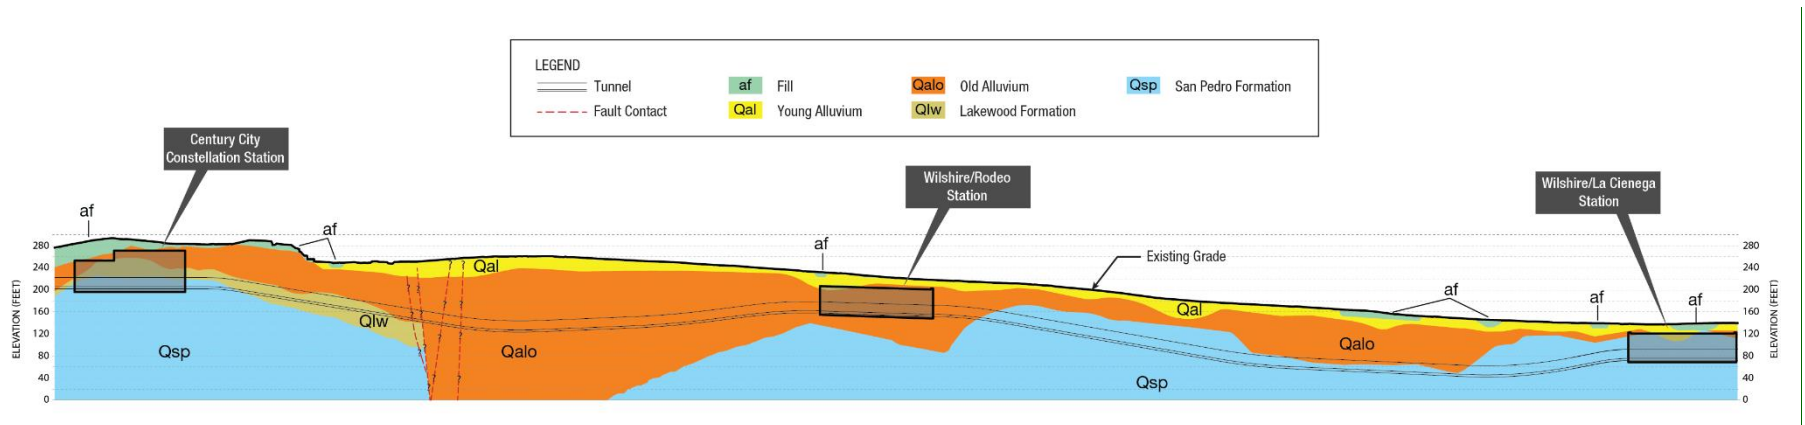 LEGEND
Tunnel
Fault Contact
af Fill
Qal Young Alluvium
Qalo Old Alluvium
Qlw Lakewood Formation
Qsp San Pedro Formation
Century City
Constellation Station
Wilshire/Rodeo
Station
Wilshire/La Cienega
Station
af
af
af
af
af
af
Existing Grade
Qal
Qal
Qlw
Qalo
Qalo
Qsp
Qsp
ELEVATION (FEET)
280
240
200
160
120
80
40
0
280
240
200
160
120
80
40
0
ELEVATION (FEET)